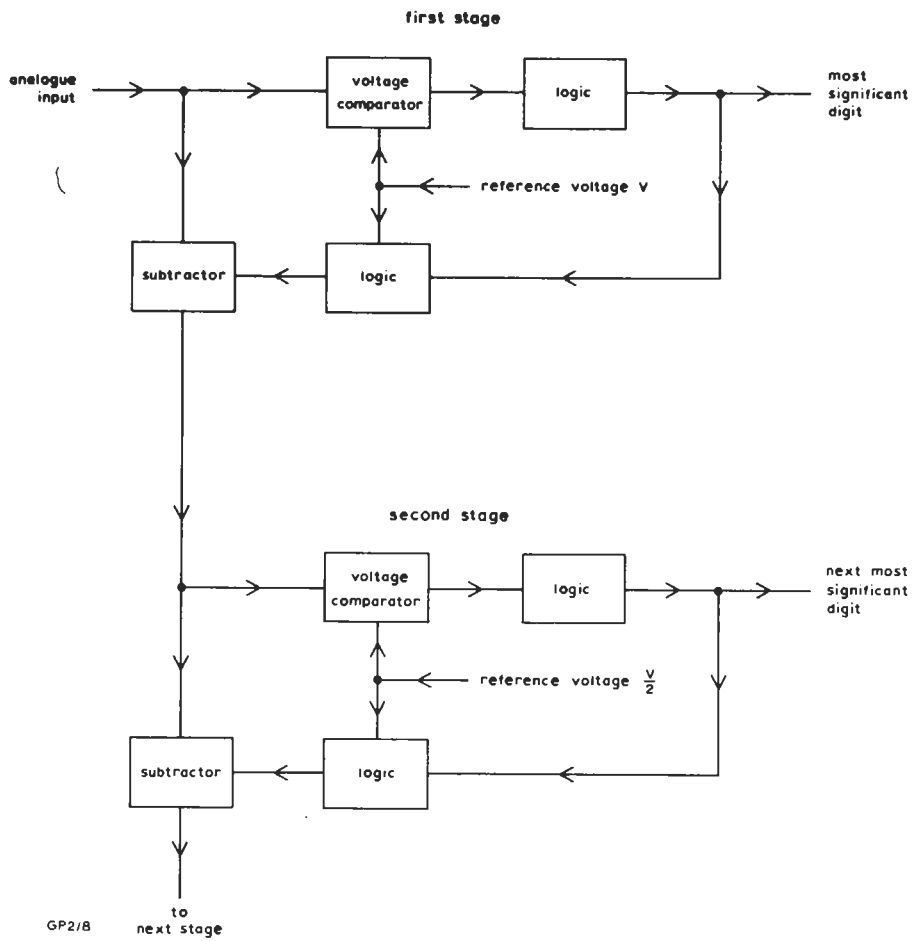 first stage
analogue
input
voltage
comparator
logic
most
significant
digit
reference voltage V
subtractor
logic
second stage
voltage
comparator
logic
next most
significant
digit
reference voltage V/2
subtractor
logic
to
next stage
GP2/8